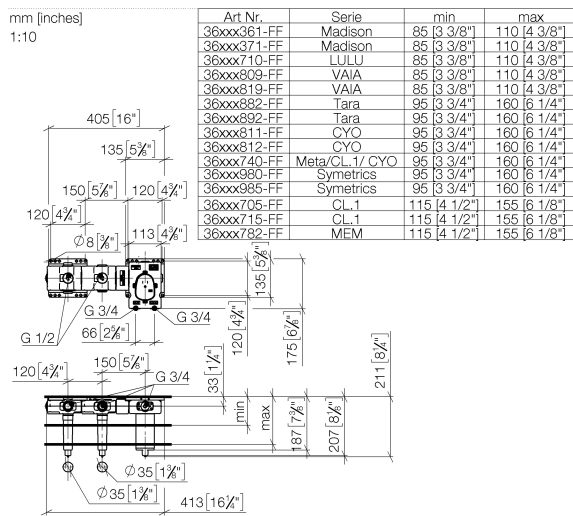 mm [inches]
1:10
Art Nr. Serie min max
36xxx361-FF Madison 85 [3 3/8"] 110 [4 3/8"]
36xxx371-FF Madison 85 [3 3/8"] 110 [4 3/8"]
36xxx710-FF LULU 85 [3 3/8"] 110 [4 3/8"]
36xxx809-FF VAIA 85 [3 3/8"] 110 [4 3/8"]
36xxx819-FF VAIA 85 [3 3/8"] 110 [4 3/8"]
36xxx882-FF Tara 95 [3 3/4"] 160 [6 1/4"]
36xxx892-FF Tara 95 [3 3/4"] 160 [6 1/4"]
36xxx811-FF CYO 95 [3 3/4"] 160 [6 1/4"]
36xxx812-FF CYO 95 [3 3/4"] 160 [6 1/4"]
36xxx740-FF Meta/CL.1/ CYO 95 [3 3/4"] 160 [6 1/4"]
36xxx980-FF Symetrics 95 [3 3/4"] 160 [6 1/4"]
36xxx985-FF Symetrics 95 [3 3/4"] 160 [6 1/4"]
36xxx705-FF CL.1 115 [4 1/2"] 155 [6 1/8"]
36xxx715-FF CL.1 115 [4 1/2"] 155 [6 1/8"]
36xxx782-FF MEM 115 [4 1/2"] 155 [6 1/8"]
405 [16"]
135 [5⅜"]
150 [5⅞"] 120 [4¾"]
120 [4¾"] 113 [4⅜"]
Ø8 [⅜"]
135 [5⅜"]
120 [4¾"]
175 [6⅞"]
G 3/4 G 3/4
G 1/2 66 [2⅝"]
150 [5⅞"]
120 [4¾"] G 3/4
33 [1¼"]
211 [8¼"]
min
max
187 [7⅜"]
207 [8⅛"]
Ø35 [1⅜"]
Ø35 [1⅜"]
413 [16¼"]